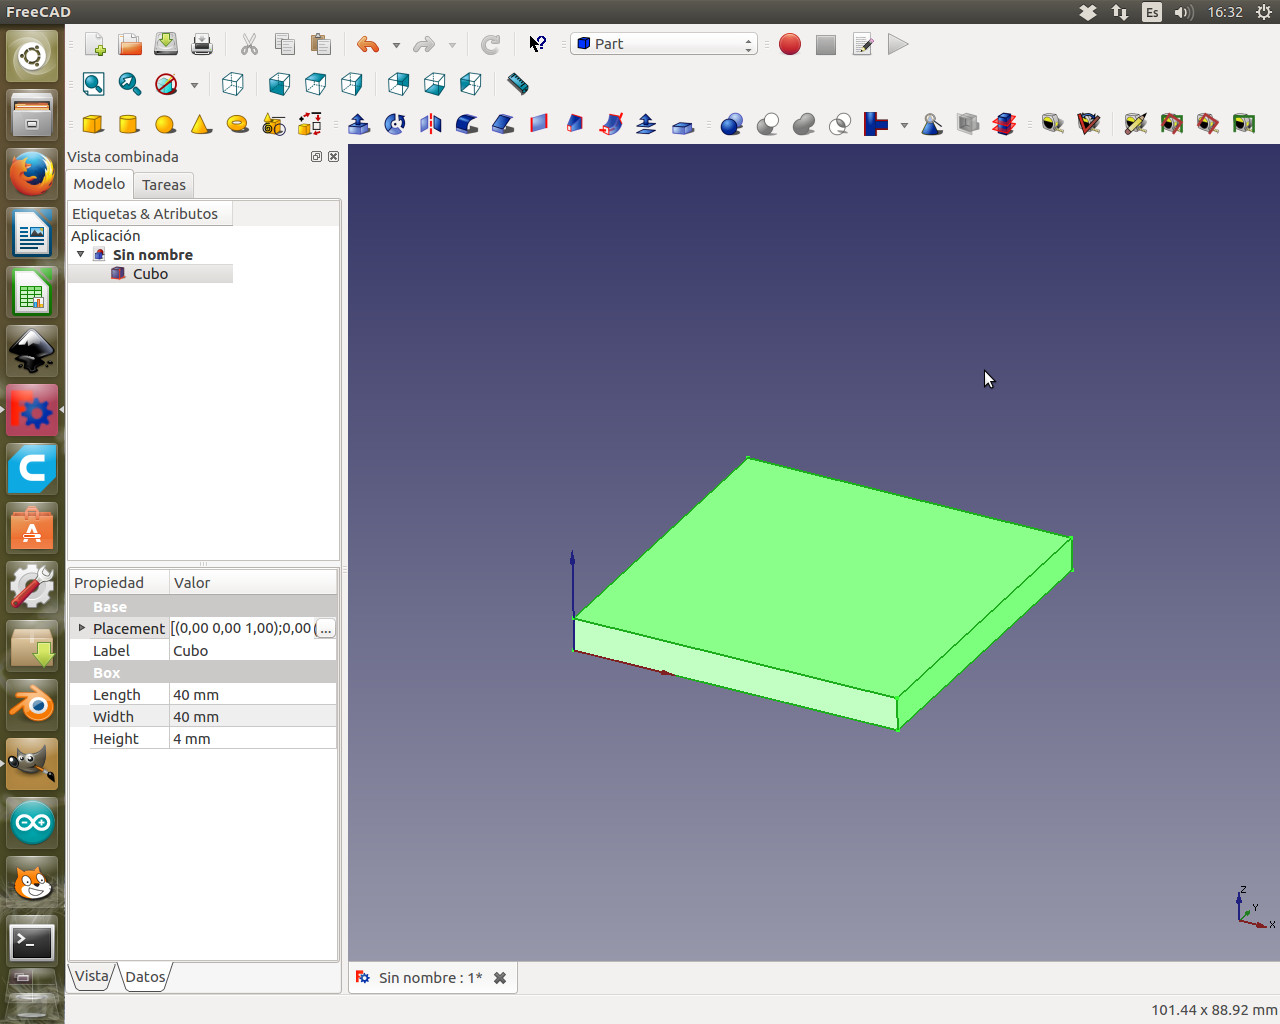 FreeCAD
Es
16:32
Part
Vista combinada
Modelo
Tareas
Etiquetas & Atributos
Aplicación
Sin nombre
Cubo
Propiedad
Valor
Base
Placement
[(0,00 0,00 1,00);0,00
...
Label
Cubo
Box
Length
40 mm
Width
40 mm
Height
4 mm
Vista
Datos
Z
Y
X
Sin nombre : 1*
101.44 x 88.92 mm